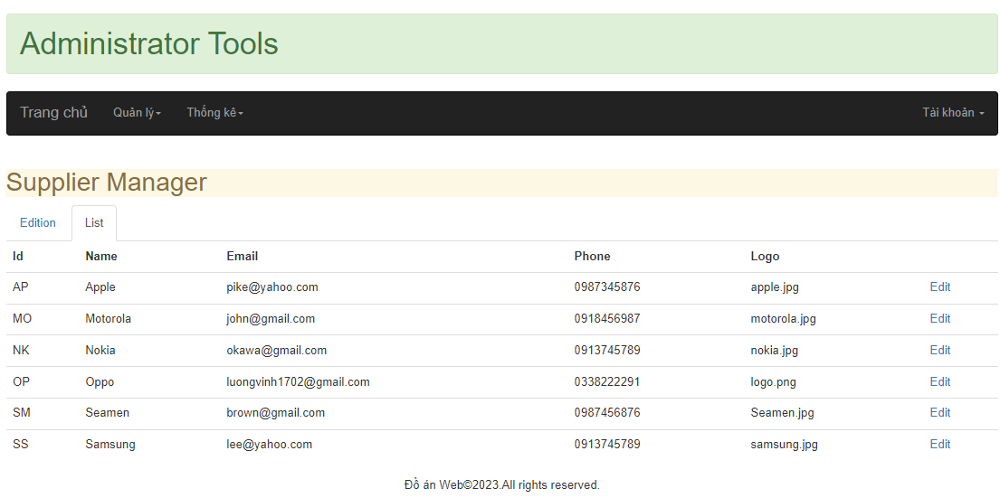 Administrator Tools
Trang chủ Quản lý Thống kê Tài khoản
Supplier Manager
Edition List
Id Name Email Phone Logo
AP Apple pike@yahoo.com 0987345876 apple.jpg Edit
MO Motorola john@gmail.com 0918456987 motorola.jpg Edit
NK Nokia okawa@gmail.com 0913745789 nokia.jpg Edit
OP Oppo luongvinh1702@gmail.com 0338222291 logo.png Edit
SM Seamen brown@gmail.com 0987456876 Seamen.jpg Edit
SS Samsung lee@yahoo.com 0913745789 samsung.jpg Edit
Đồ án Web©2023.All rights reserved.